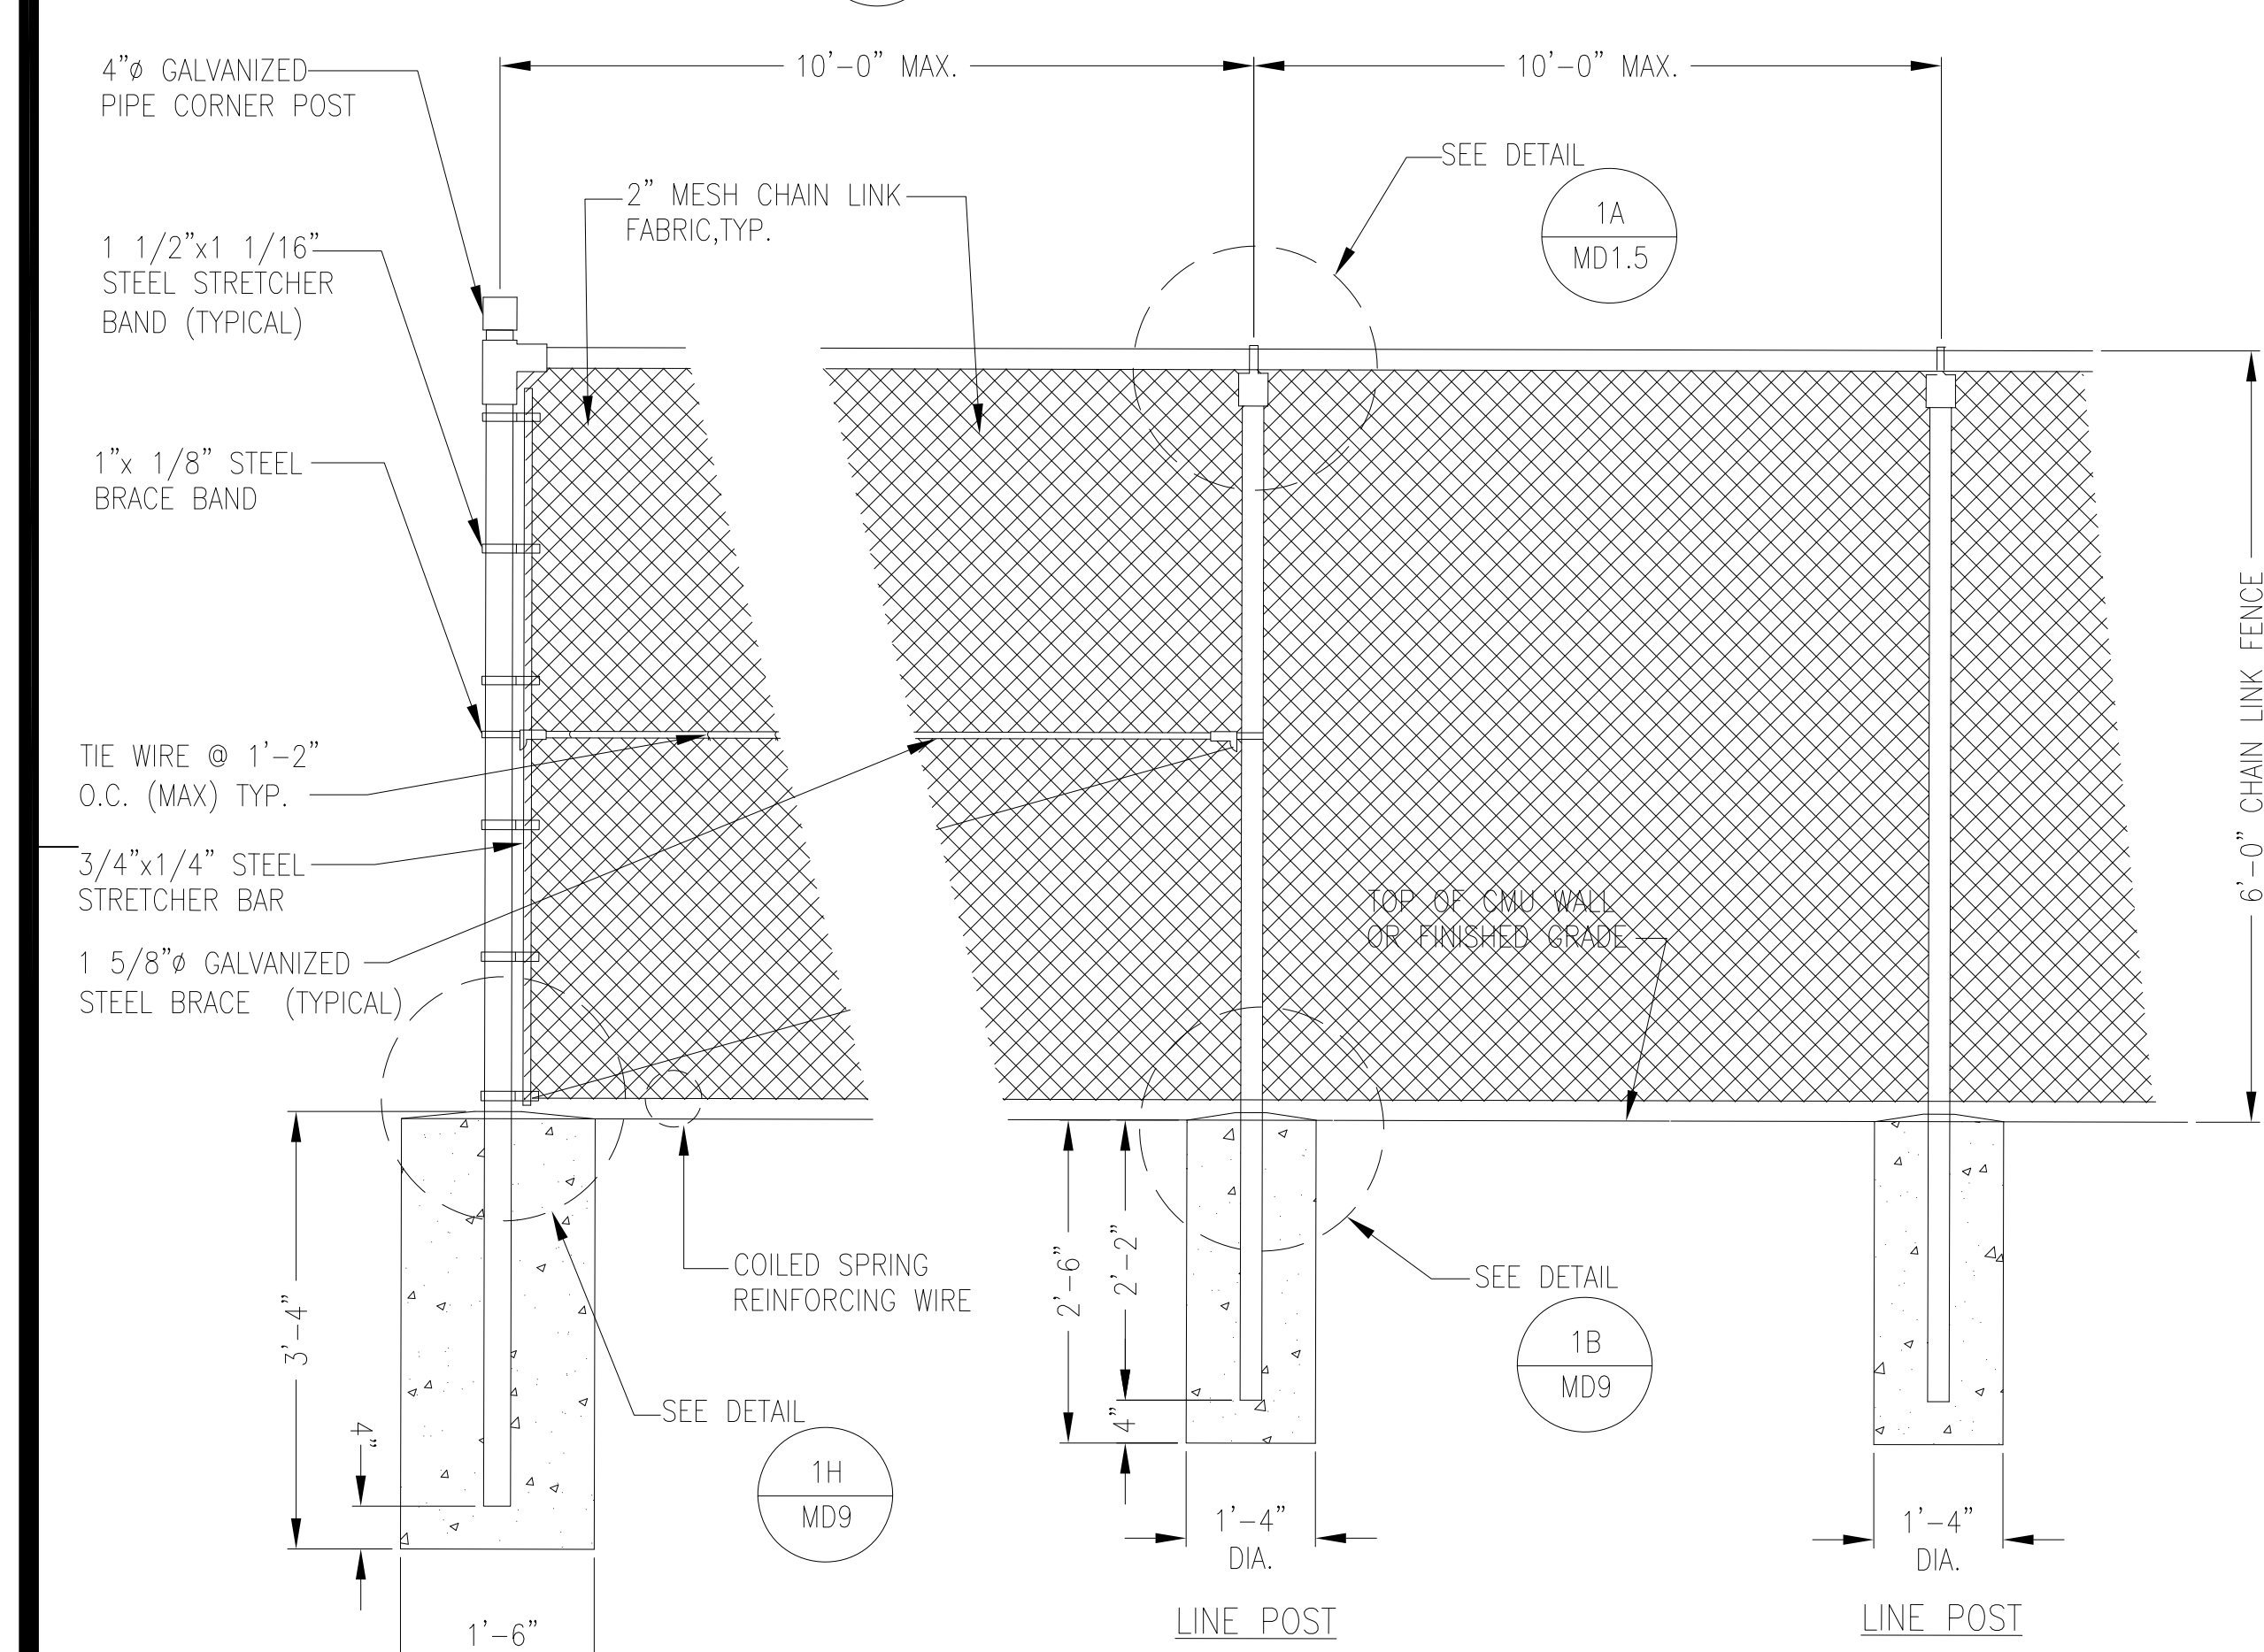 10'-0" MAX.
10'-0" MAX.
4"ø GALVANIZED
PIPE CORNER POST
SEE DETAIL
1A
MD1.5
2" MESH CHAIN LINK
FABRIC,TYP.
1 1/2"x1 1/16"
STEEL STRETCHER
BAND (TYPICAL)
1"x 1/8" STEEL
BRACE BAND
6'-0" CHAIN LINK FENCE
TIE WIRE @ 1'-2"
O.C. (MAX) TYP.
3/4"x1/4" STEEL
STRETCHER BAR
TOP OF CMU WALL
OR FINISHED GRADE
1 5/8"ø GALVANIZED
STEEL BRACE (TYPICAL)
COILED SPRING
REINFORCING WIRE
2'-6"
2'-2"
4"
SEE DETAIL
1B
MD9
3'-4"
4"
SEE DETAIL
1H
MD9
1'-4"
DIA.
1'-4"
DIA.
LINE POST
LINE POST
1'-6"